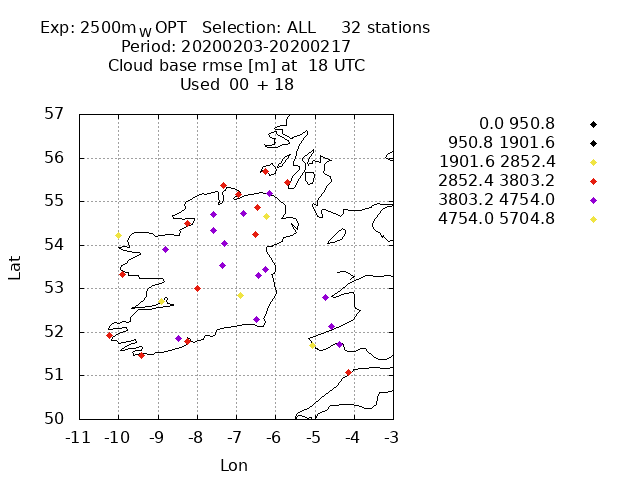 Exp: 2500m_W OPT   Selection: ALL     32 stations
Period: 20200203-20200217
Cloud base rmse [m] at  18 UTC
Used  00 + 18
0.0 950.8
950.8 1901.6
1901.6 2852.4
2852.4 3803.2
3803.2 4754.0
4754.0 5704.8
57
56
55
54
53
52
51
50
Lat
-11 -10 -9 -8 -7 -6 -5 -4 -3
Lon